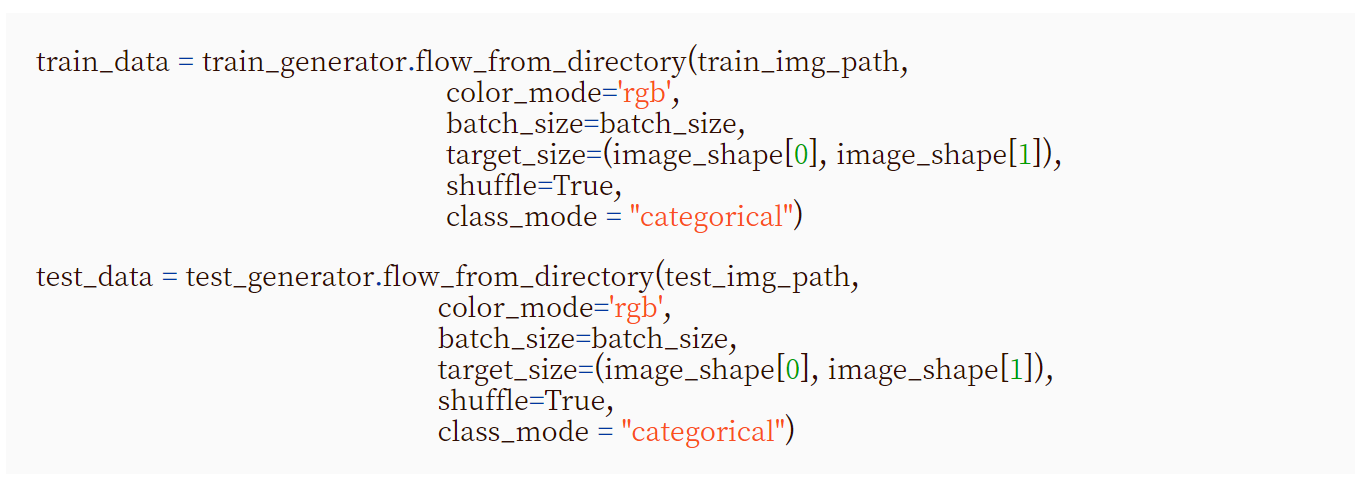 train_data = train_generator.flow_from_directory(train_img_path,
color_mode='rgb',
batch_size=batch_size,
target_size=(image_shape[0], image_shape[1]),
shuffle=True,
class_mode = "categorical")
test_data = test_generator.flow_from_directory(test_img_path,
color_mode='rgb',
batch_size=batch_size,
target_size=(image_shape[0], image_shape[1]),
shuffle=True,
class_mode = "categorical")